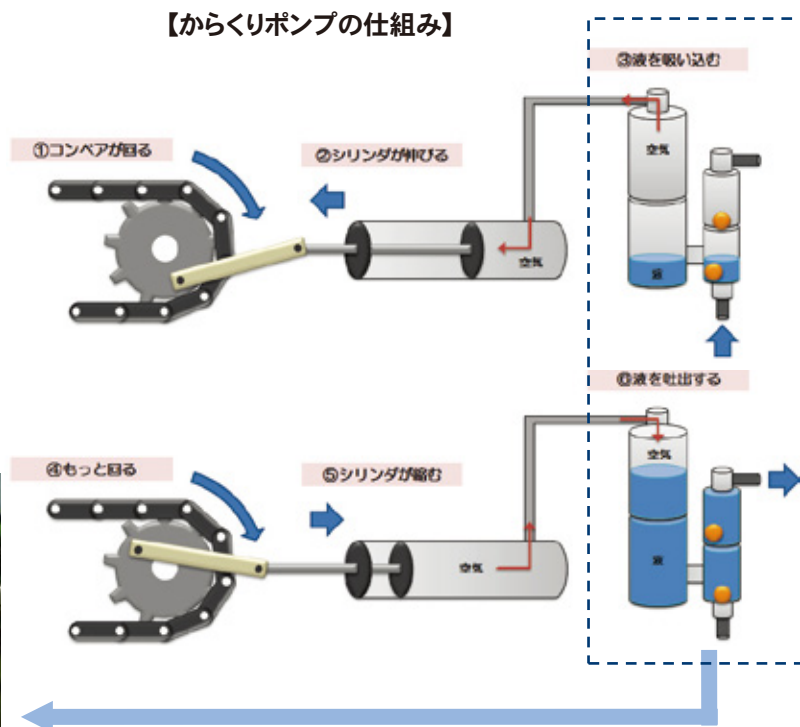 【からくりポンプの仕組み】
③液を吸い込む
①コンベアが回る
②シリンダが伸びる
空気
空気
液
⑥液を吐出する
④もっと回る
⑤シリンダが縮む
空気
空気
液